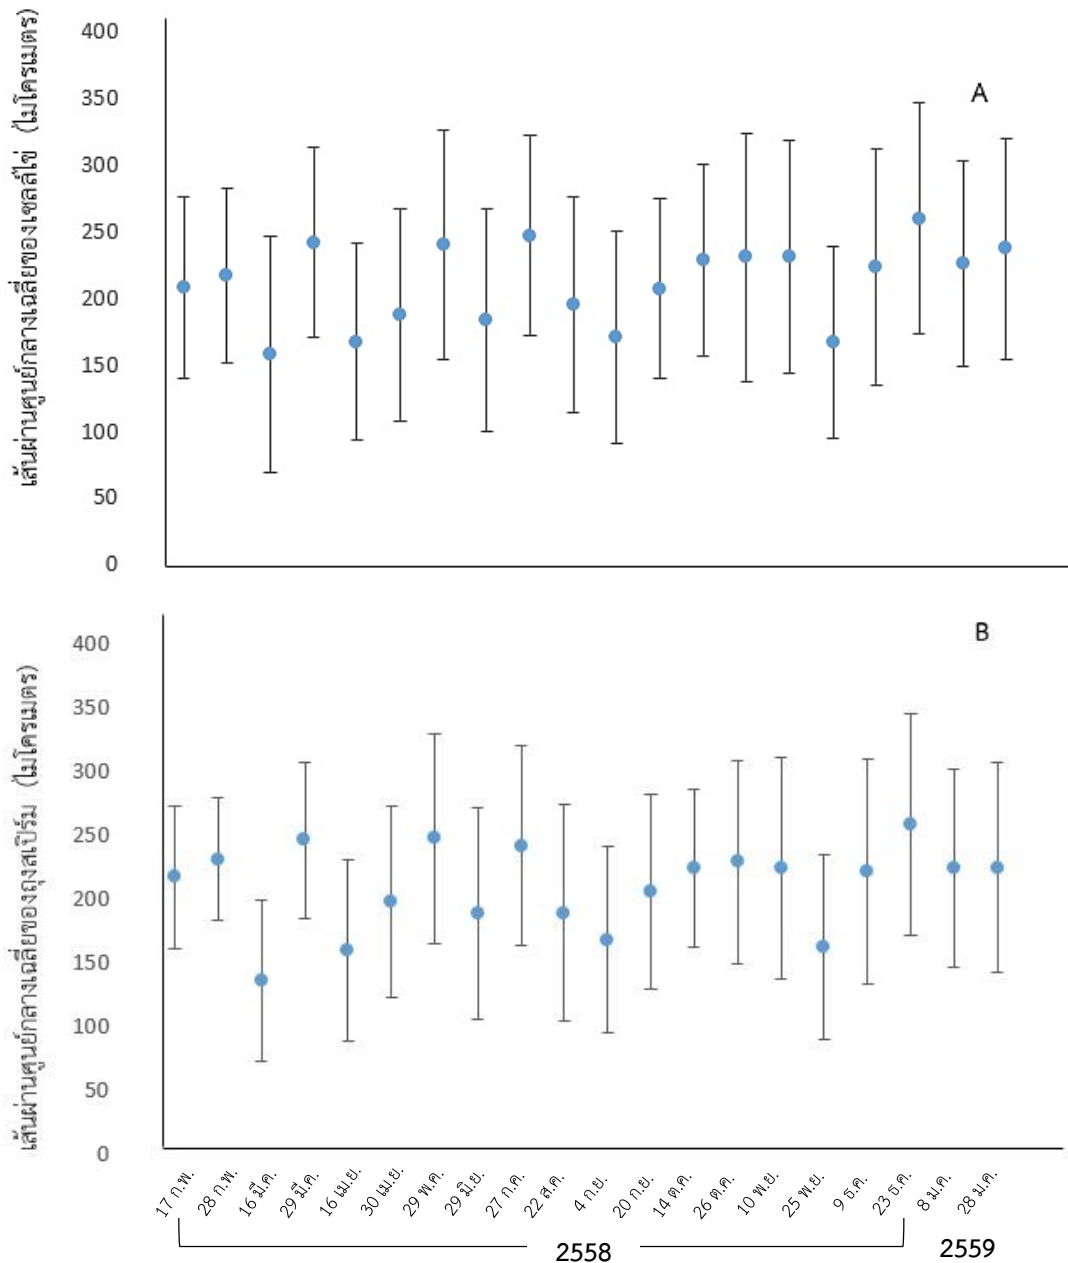 เส้นผ่านศูนย์กลางเฉลี่ยของเซลล์ไข่ (ไมโครเมตร)
A
400
350
300
250
200
150
100
50
0
เส้นผ่านศูนย์กลางเฉลี่ยของถุงสเปิร์ม (ไมโครเมตร)
B
400
350
300
250
200
150
100
50
0
17 ก.พ.
28 ก.พ.
16 มี.ค.
29 มี.ค.
16 เม.ย.
30 เม.ย.
29 พ.ค.
29 มิ.ย.
27 ก.ค.
22 ส.ค.
4 ก.ย.
20 ก.ย.
14 ต.ค.
26 ต.ค.
10 พ.ย.
25 พ.ย.
9 ธ.ค.
23 ธ.ค.
8 ม.ค.
28 ม.ค.
2558
2559